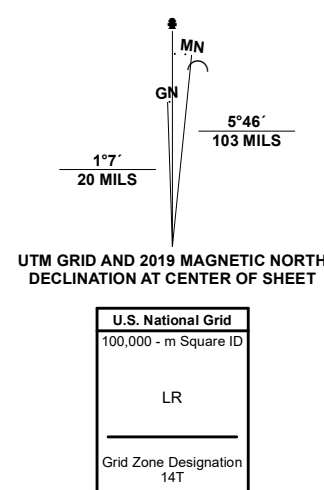 MN
GN
5°46´
103 MILS
1°7´
20 MILS
UTM GRID AND 2019 MAGNETIC NORTH
DECLINATION AT CENTER OF SHEET
U.S. National Grid
100,000 - m Square ID
LR
Grid Zone Designation
14T